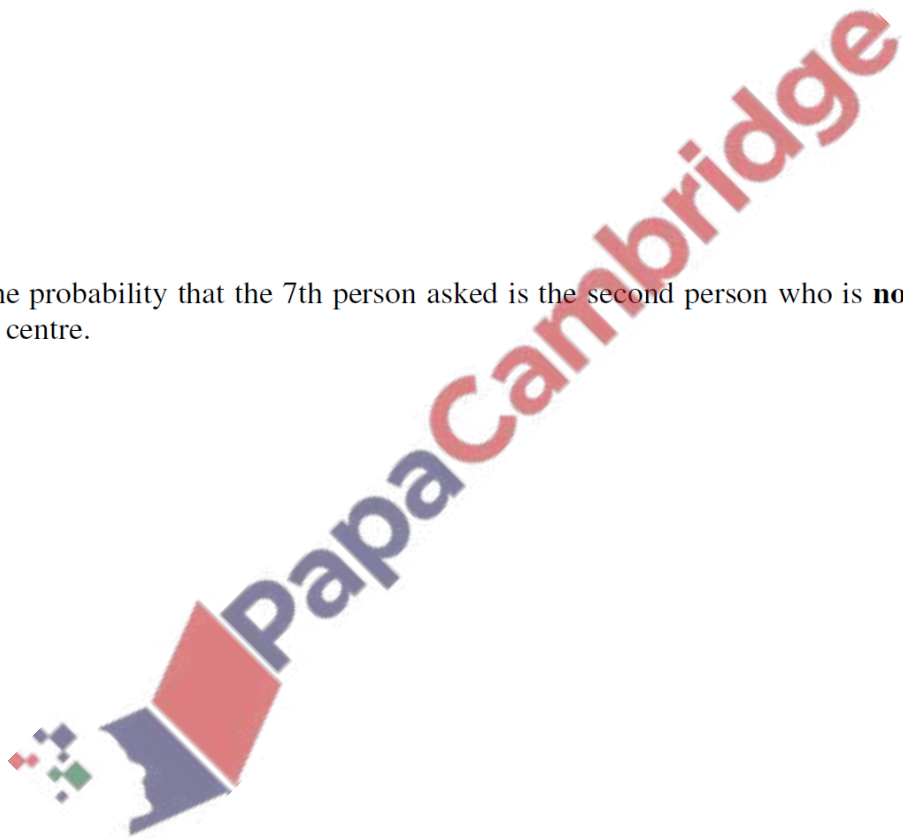 he probability that the 7th person asked is the second person who is no
centre.
PapaCambridge